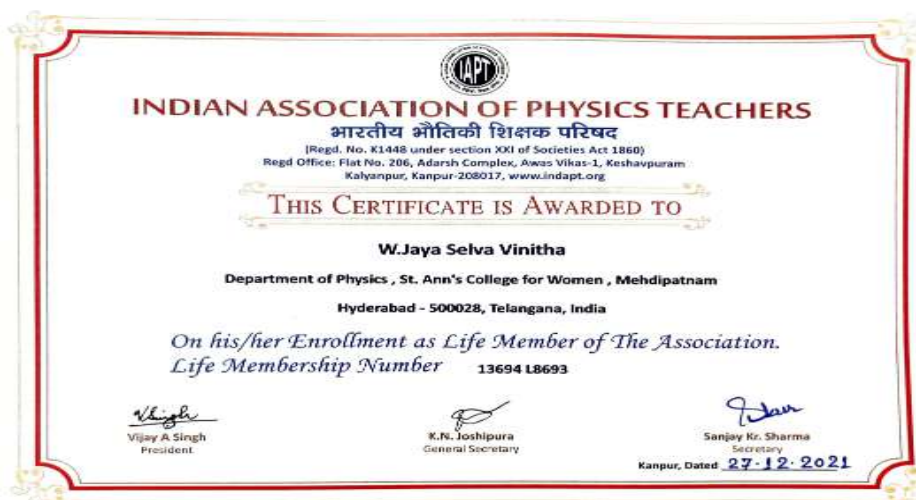 IAPT
INDIAN ASSOCIATION OF PHYSICS TEACHERS
भारतीय भौतिकी शिक्षक परिषद
(Regd. No. K1448 under section XXI of Societies Act 1860)
Regd Office: Flat No. 206, Adarsh Complex, Awas Vikas-1, Keshavpuram
Kalyanpur, Kanpur-208017, www.indapt.org
THIS CERTIFICATE IS AWARDED TO
W.Jaya Selva Vinitha
Department of Physics , St. Ann's College for Women , Mehdipatnam
Hyderabad - 500028, Telangana, India
On his/her Enrollment as Life Member of The Association.
Life Membership Number 13694 L8693
Vijay A Singh K.N. Joshipura Sanjay Kr. Sharma
President General Secretary Secretary
Kanpur, Dated 27-12-2021